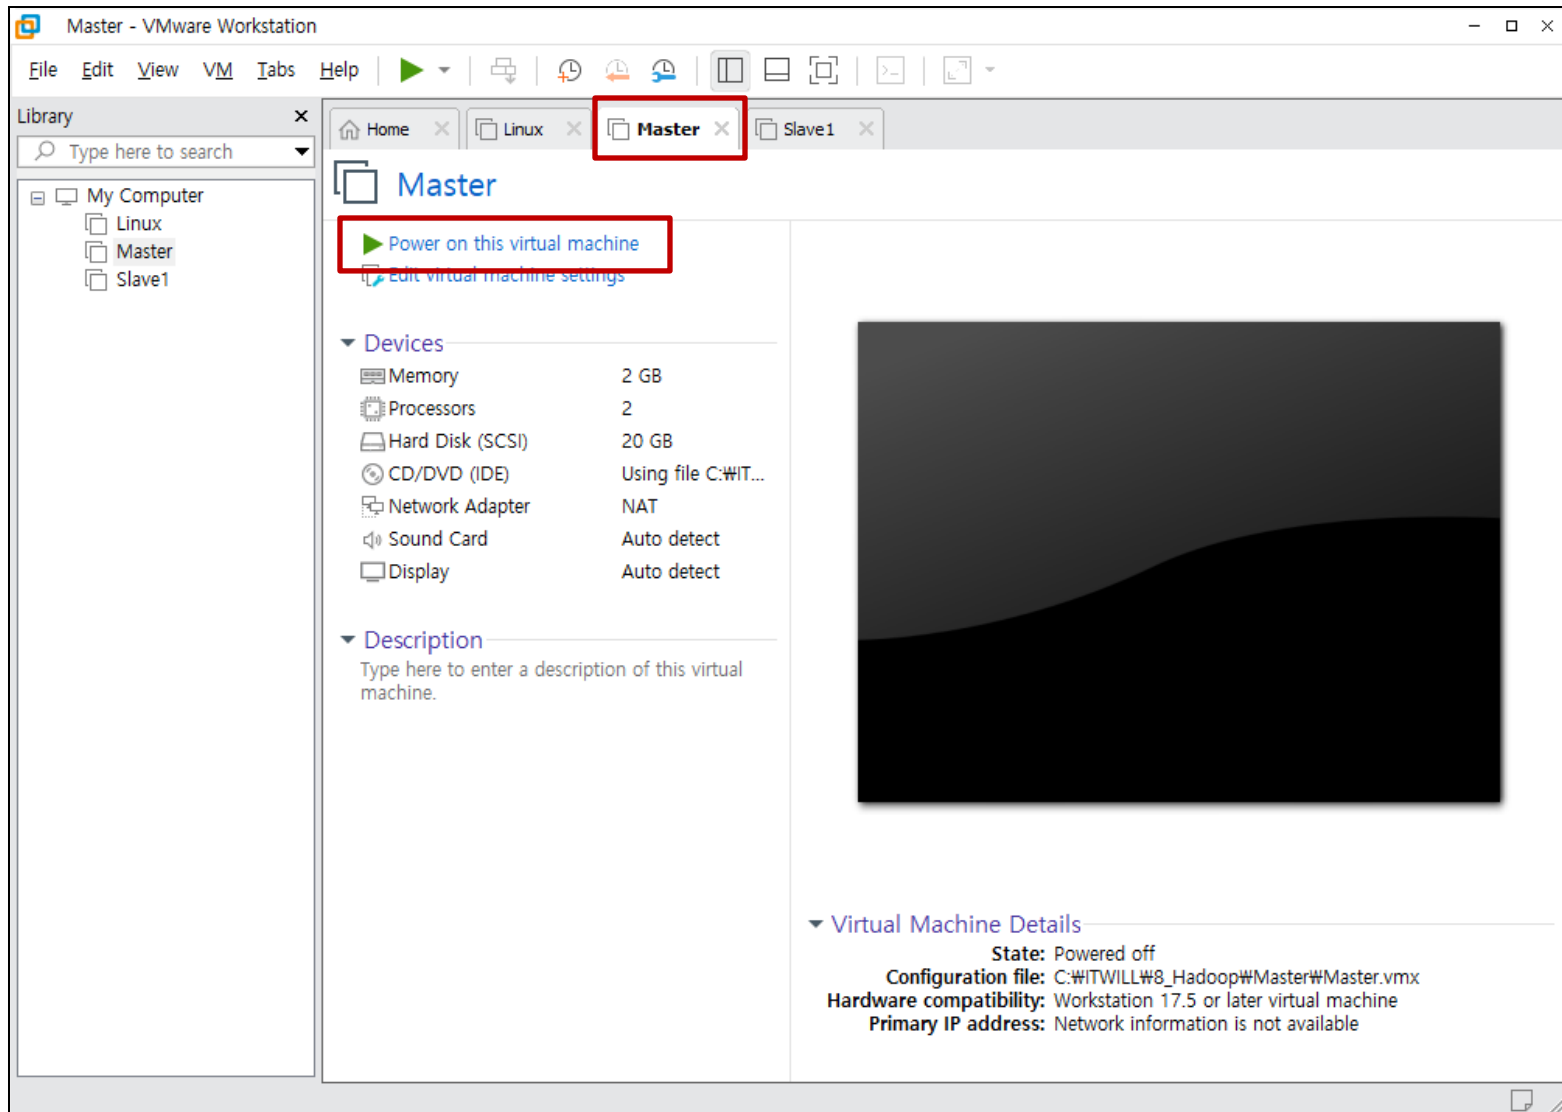 Master - VMware Workstation
File Edit View VM Tabs Help
Library
Type here to search
My Computer
Linux
Master
Slave1
Home
Linux
Master
Slave1
Master
Power on this virtual machine
Edit virtual machine settings
Devices
Memory 2 GB
Processors 2
Hard Disk (SCSI) 20 GB
CD/DVD (IDE) Using file C:₩IT...
Network Adapter NAT
Sound Card Auto detect
Display Auto detect
Description
Type here to enter a description of this virtual
machine.
Virtual Machine Details
State: Powered off
Configuration file: C:₩ITWILL₩8_Hadoop₩Master₩Master.vmx
Hardware compatibility: Workstation 17.5 or later virtual machine
Primary IP address: Network information is not available